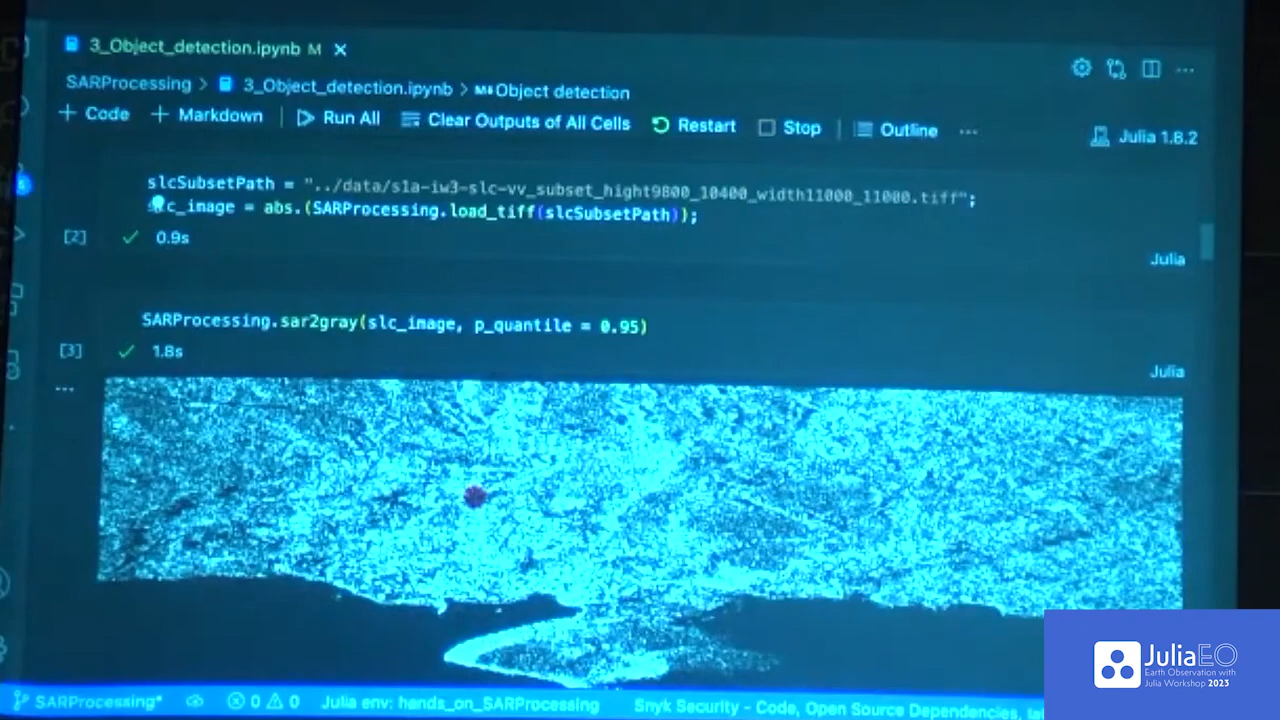 3_Object_detection.ipynb M
SARProcessing > 3_Object_detection.ipynb > M↓Object detection
+ Code + Markdown Run All Clear Outputs of All Cells Restart Stop Outline ... Julia 1.8.2
slcSubsetPath = "../data/s1a-iw3-slc-vv_subset_hight9800_10400_width11000_11080.tiff";
slc_image = abs.(SARProcessing.load_tiff(slcSubsetPath));
[2] 0.9s
Julia
SARProcessing.sar2gray(slc_image, p_quantile = 0.95)
[3] 1.8s
Julia
...
SARProcessing* 0 0 Julia env: hands_on_SARProcessing Snyk Security - Code, Open Source Dependencies,
JuliaEO
Earth Observation with
Julia Workshop 2023